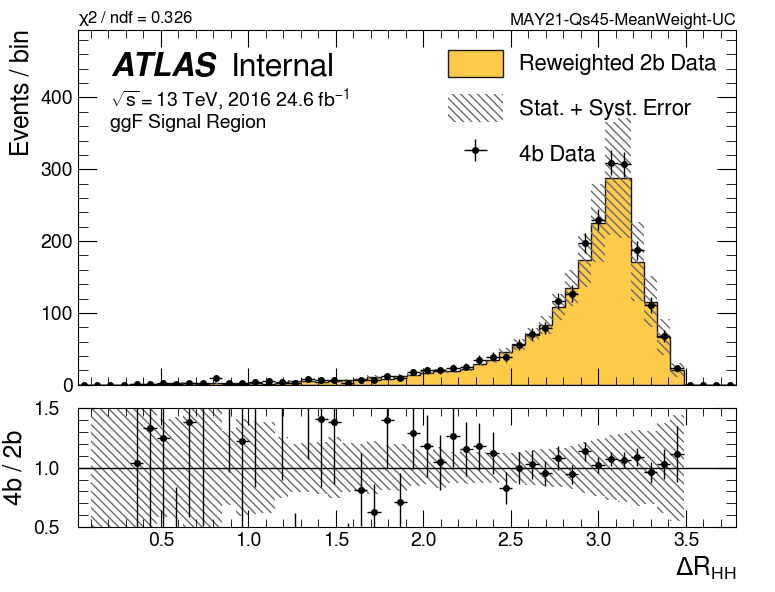 χ2 / ndf = 0.326
MAY21-Qs45-MeanWeight-UC
Events / bin
ATLAS Internal
√s = 13 TeV, 2016 24.6 fb⁻¹
ggF Signal Region
Reweighted 2b Data
Stat. + Syst. Error
4b Data
400
300
200
100
0
4b / 2b
1.5
1.0
0.5
0.5 1.0 1.5 2.0 2.5 3.0 3.5
ΔR_HH